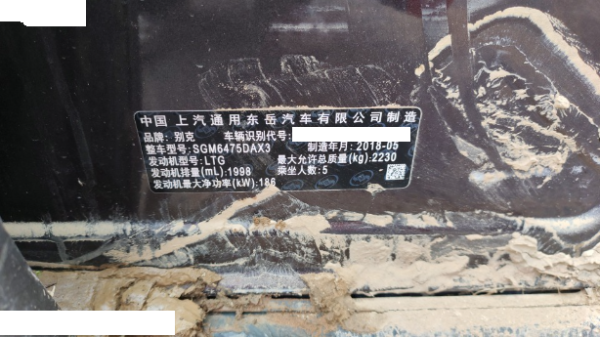 中国 上汽通用东岳汽车有限公司制造
品牌:别克 车辆识别代号:
整车型号:SGM6475DAX3 制造年月:2018-05
发动机型号:LTG 最大允许总质量(kg):2230
发动机排量(mL):1998 乘坐人数:5
发动机最大净功率(kW):186